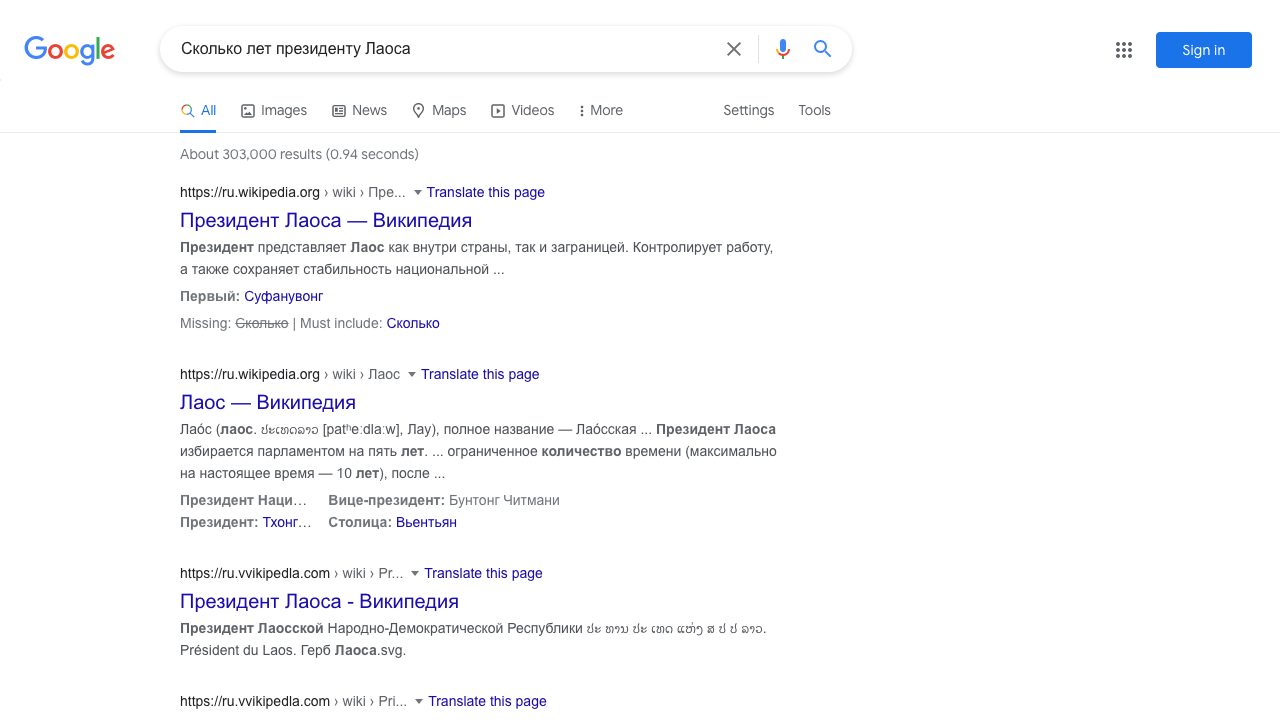 Google
Сколько лет президенту Лаоса
Sign in
All Images News Maps Videos More Settings Tools
About 303,000 results (0.94 seconds)
https://ru.wikipedia.org › wiki › Пре... Translate this page
Президент Лаоса — Википедия
Президент представляет Лаос как внутри страны, так и заграницей. Контролирует работу,
а также сохраняет стабильность национальной ...
Первый: Суфанувонг
Missing: Сколько | Must include: Сколько
https://ru.wikipedia.org › wiki › Лаос Translate this page
Лаос — Википедия
Лао́с (лаос. ປະເທດລາວ [patʰeːdlaːw], Лау), полное название — Лао́сская ... Президент Лаоса
избирается парламентом на пять лет. ... ограниченное количество времени (максимально
на настоящее время — 10 лет), после ...
Президент Наци... Вице-президент: Бунтонг Читмани
Президент: Тхонг... Столица: Вьентьян
https://ru.vvikipedla.com › wiki › Pr... Translate this page
Президент Лаоса - Википедия
Президент Лаосской Народно-Демократической Республики ປະ ທານ ປະ ເທດ ແຫ່ງ ສ ປ ປ ລາວ.
Président du Laos. Герб Лаоса.svg.
https://ru.vvikipedla.com › wiki › Pri... Translate this page